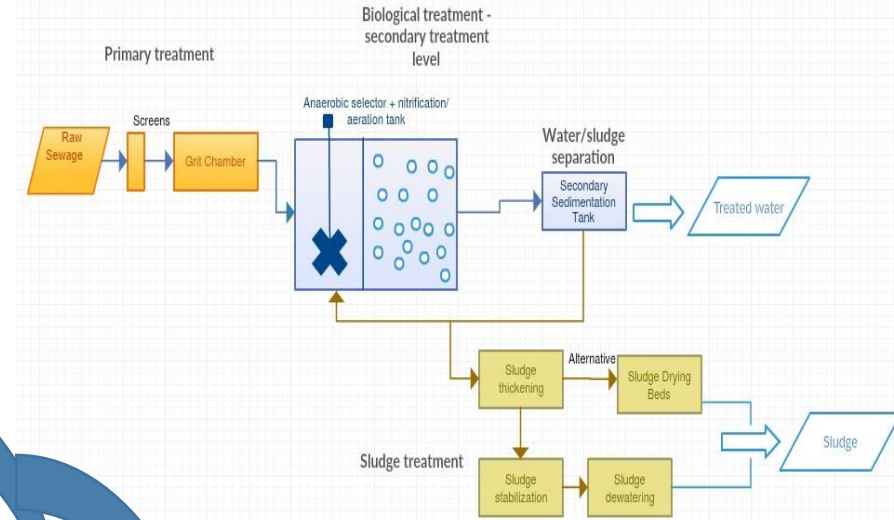 Biological treatment -
secondary treatment
level
Primary treatment
Anaerobic selector + nitrification/
aeration tank
Screens
Raw
Sewage
Grit Chamber
Water/sludge
separation
Secondary
Sedimentation
Tank
Treated water
Sludge
thickening
Alternative
Sludge Drying
Beds
Sludge
Sludge treatment
Sludge
stabilization
Sludge
dewatering